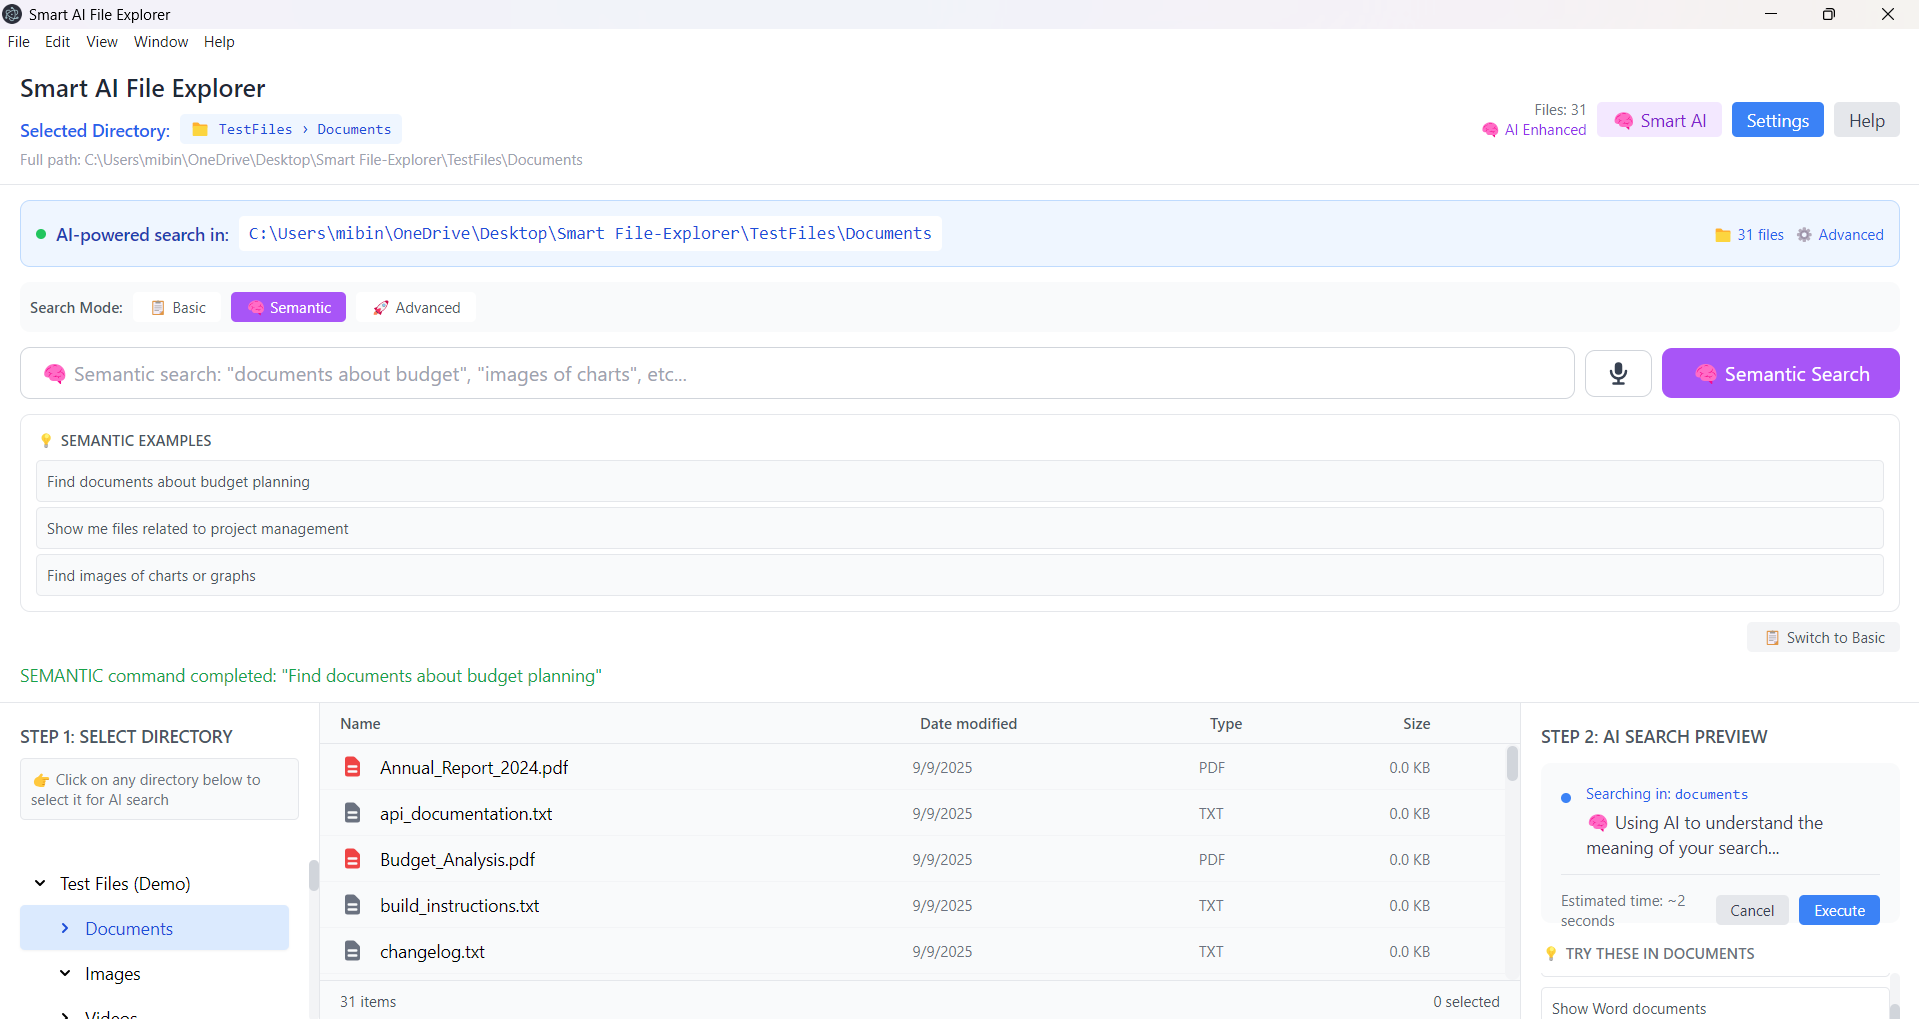 Smart AI File Explorer
File Edit View Window Help
Smart AI File Explorer
Selected Directory: TestFiles › Documents
Full path: C:\Users\mibin\OneDrive\Desktop\Smart File-Explorer\TestFiles\Documents
Files: 31
AI Enhanced
Smart AI
Settings
Help
AI-powered search in: C:\Users\mibin\OneDrive\Desktop\Smart File-Explorer\TestFiles\Documents
31 files Advanced
Search Mode: Basic Semantic Advanced
Semantic search: "documents about budget", "images of charts", etc...
Semantic Search
SEMANTIC EXAMPLES
Find documents about budget planning
Show me files related to project management
Find images of charts or graphs
Switch to Basic
SEMANTIC command completed: "Find documents about budget planning"
STEP 1: SELECT DIRECTORY
Click on any directory below to
select it for AI search
Test Files (Demo)
Documents
Images
Videos
Name Date modified Type Size
Annual_Report_2024.pdf 9/9/2025 PDF 0.0 KB
api_documentation.txt 9/9/2025 TXT 0.0 KB
Budget_Analysis.pdf 9/9/2025 PDF 0.0 KB
build_instructions.txt 9/9/2025 TXT 0.0 KB
changelog.txt 9/9/2025 TXT 0.0 KB
31 items 0 selected
STEP 2: AI SEARCH PREVIEW
Searching in: documents
Using AI to understand the
meaning of your search...
Estimated time: ~2
seconds
Cancel
Execute
TRY THESE IN DOCUMENTS
Show Word documents